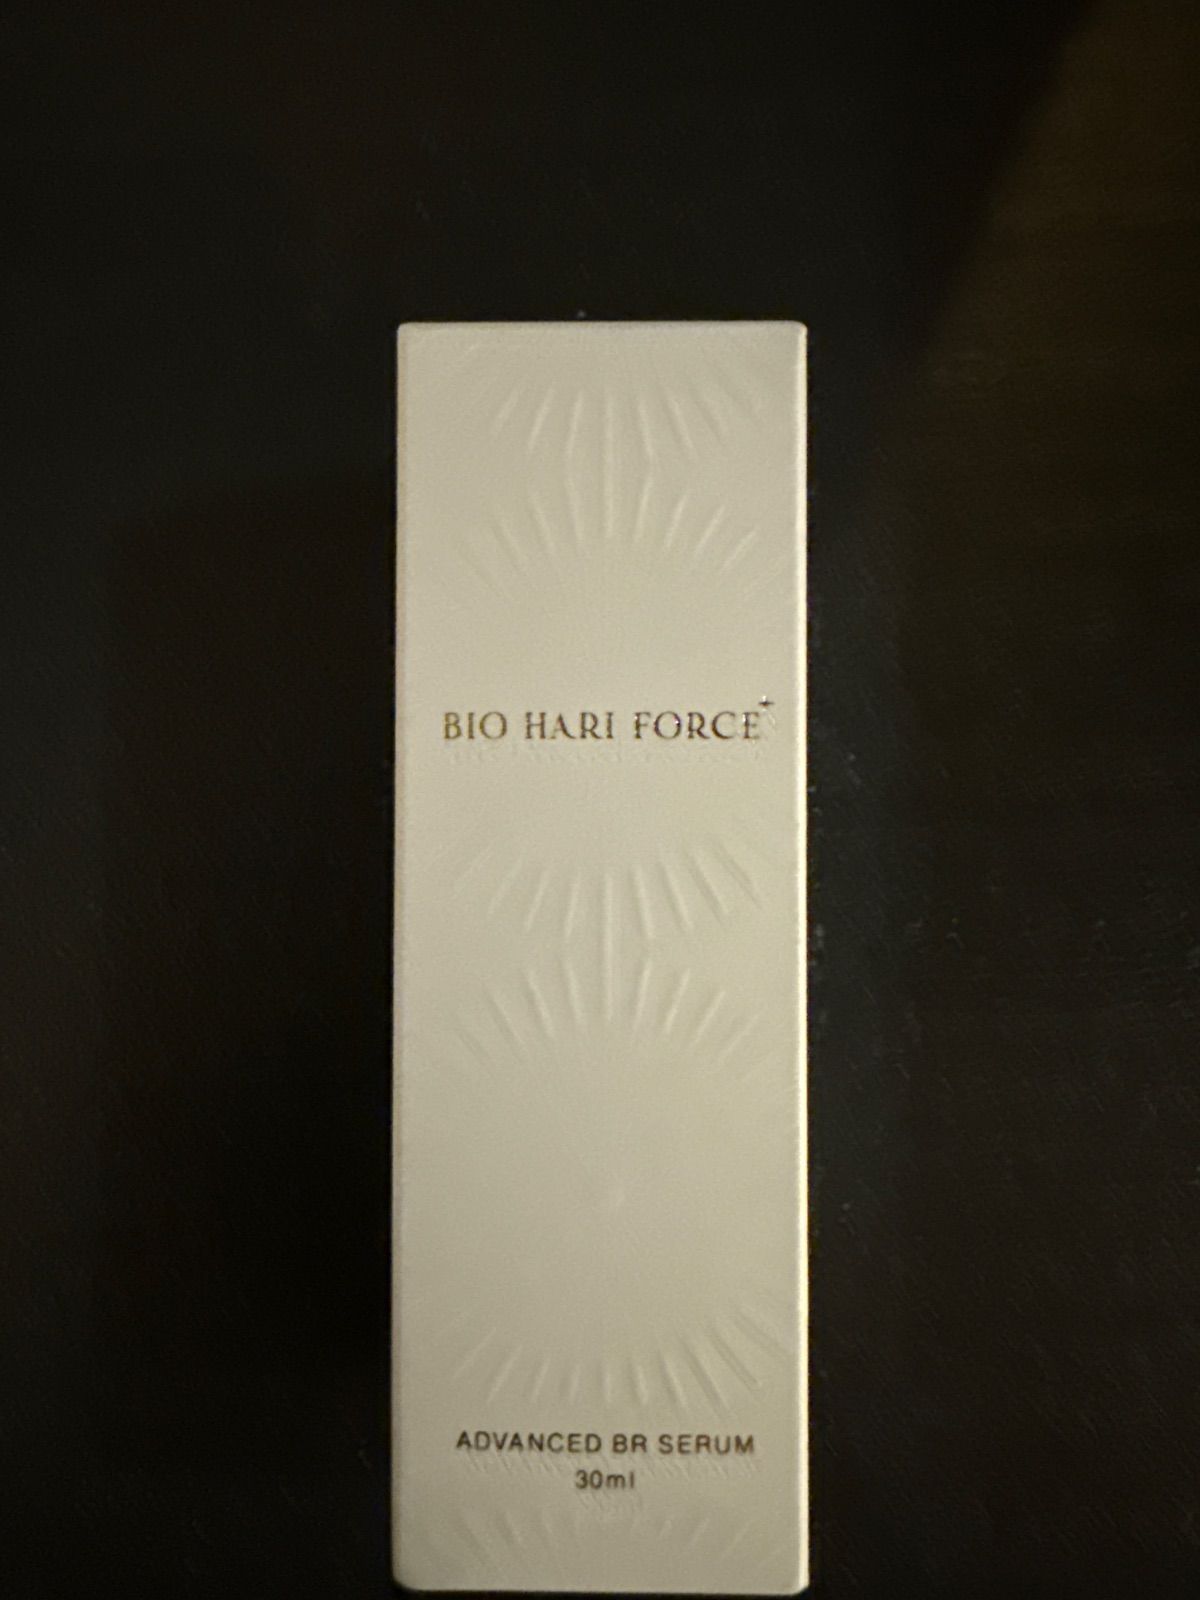 BIO HARI FORCE+
ADVANCED BR SERUM
30ml